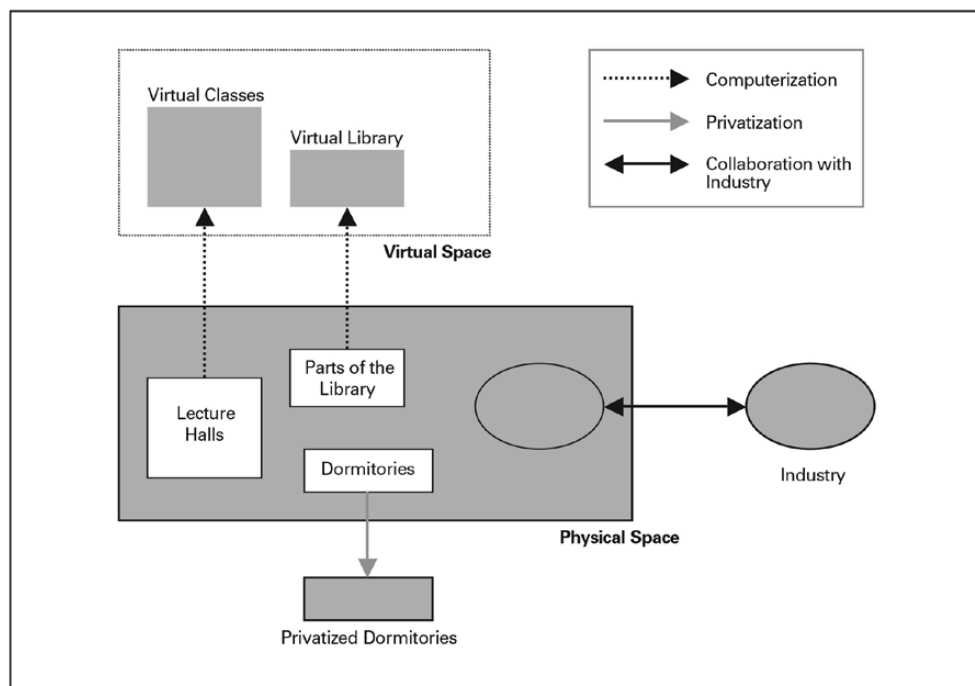 Virtual Classes
Virtual Library
Virtual Space
Computerization
Privatization
Collaboration with
Industry
Lecture
Halls
Parts of the
Library
Dormitories
Industry
Physical Space
Privatized Dormitories